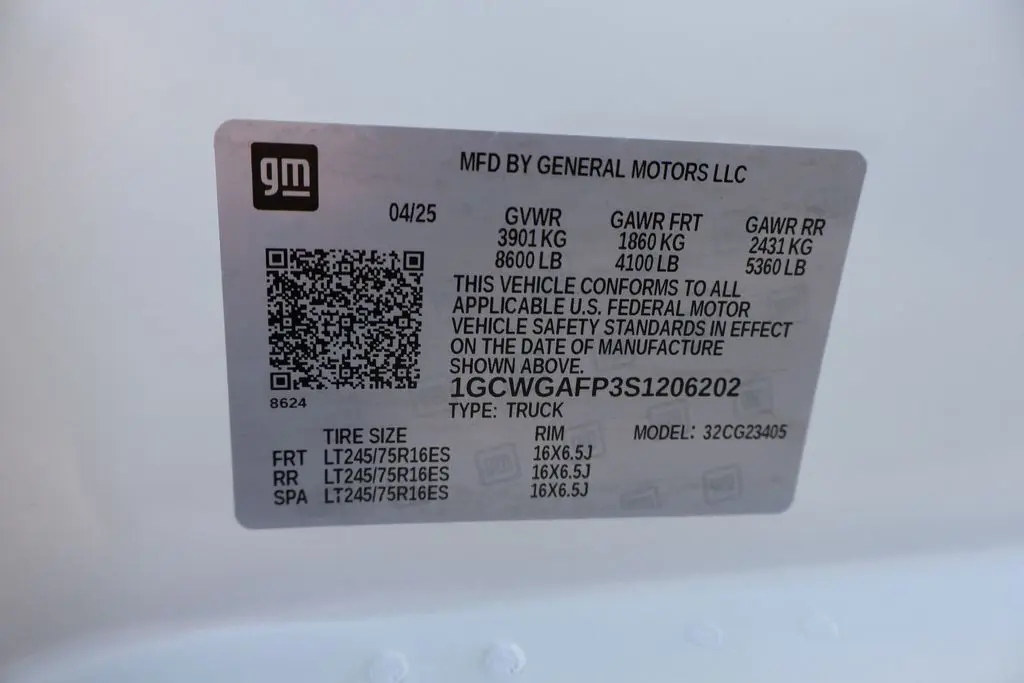 gm
MFD BY GENERAL MOTORS LLC
04/25 GVWR GAWR FRT GAWR RR
3901 KG 1860 KG 2431 KG
8600 LB 4100 LB 5360 LB
THIS VEHICLE CONFORMS TO ALL
APPLICABLE U.S. FEDERAL MOTOR
VEHICLE SAFETY STANDARDS IN EFFECT
ON THE DATE OF MANUFACTURE
SHOWN ABOVE.
8624
1GCWGAFP3S1206202
TYPE: TRUCK
TIRE SIZE RIM MODEL: 32CG23405
FRT LT245/75R16ES 16X6.5J
RR LT245/75R16ES 16X6.5J
SPA LT245/75R16ES 16X6.5J